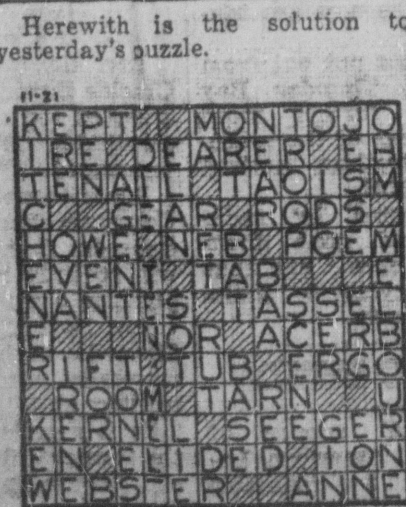 Herewith is the solution to
yesterday's puzzle.
11-21
KEPT MONTOJO
IRE DEARER EH
TENAIL TAOISM
C GEAR RODS
HOWE NEB POEM
EVENT TAB E
NANTES TASSEL
E NOR ACERB
RIFT TUB ERGO
ROOM TARN U
KERNEL SEEGER
EN ELIDED ION
WEBSTER ANNE